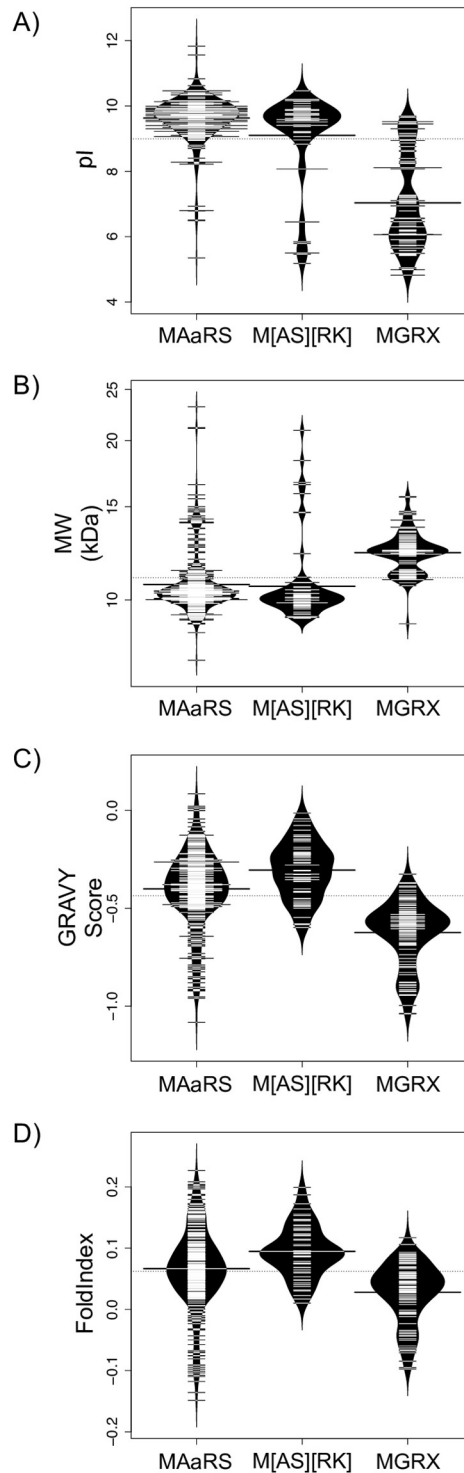 A)
12
10
8
6
4
pI
MAaRS M[AS][RK] MGRX
B)
25
20
15
10
MW
(kDa)
MAaRS M[AS][RK] MGRX
C)
0.0
−0.5
−1.0
GRAVY
Score
MAaRS M[AS][RK] MGRX
D)
0.2
0.1
0.0
−0.1
−0.2
FoldIndex
MAaRS M[AS][RK] MGRX